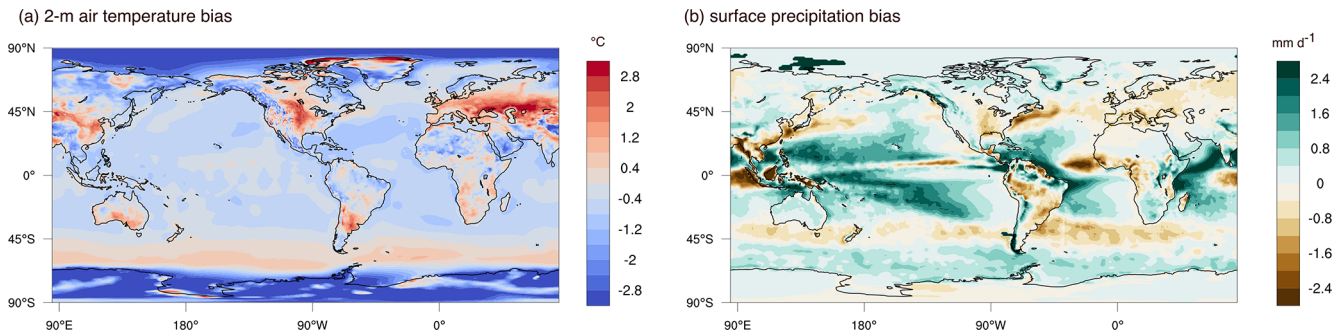 (a) 2-m air temperature bias
°C
90°N
45°N
0°
45°S
90°S
90°E
180°
90°W
0°
2.8
2
1.2
0.4
-0.4
-1.2
-2
-2.8
(b) surface precipitation bias
mm d-1
90°N
45°N
0°
45°S
90°S
90°E
180°
90°W
0°
2.4
1.6
0.8
0
-0.8
-1.6
-2.4